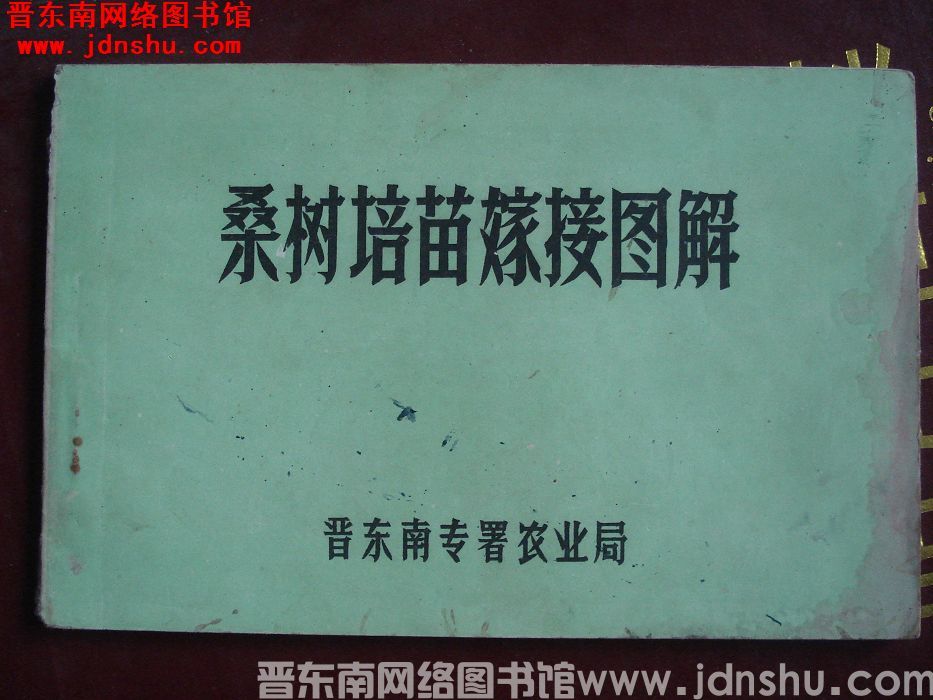 晋东南网络图书馆
www.jdnshu.com
桑树培苗嫁接图解
晋东南专署农业局
晋东南网络图书馆www.jdnshu.com